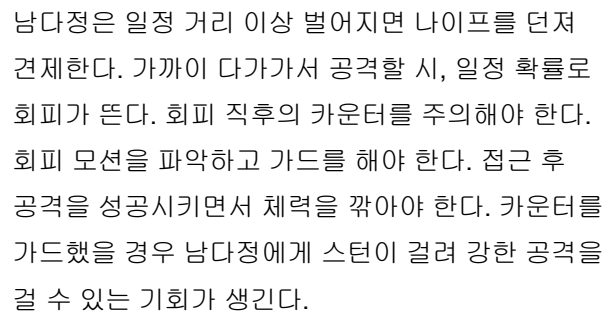 남다정은 일정 거리 이상 벌어지면 나이프를 던져
견제한다. 가까이 다가가서 공격할 시, 일정 확률로
회피가 뜬다. 회피 직후의 카운터를 주의해야 한다.
회피 모션을 파악하고 가드를 해야 한다. 접근 후
공격을 성공시키면서 체력을 깎아야 한다. 카운터를
가드했을 경우 남다정에게 스턴이 걸려 강한 공격을
걸 수 있는 기회가 생긴다.